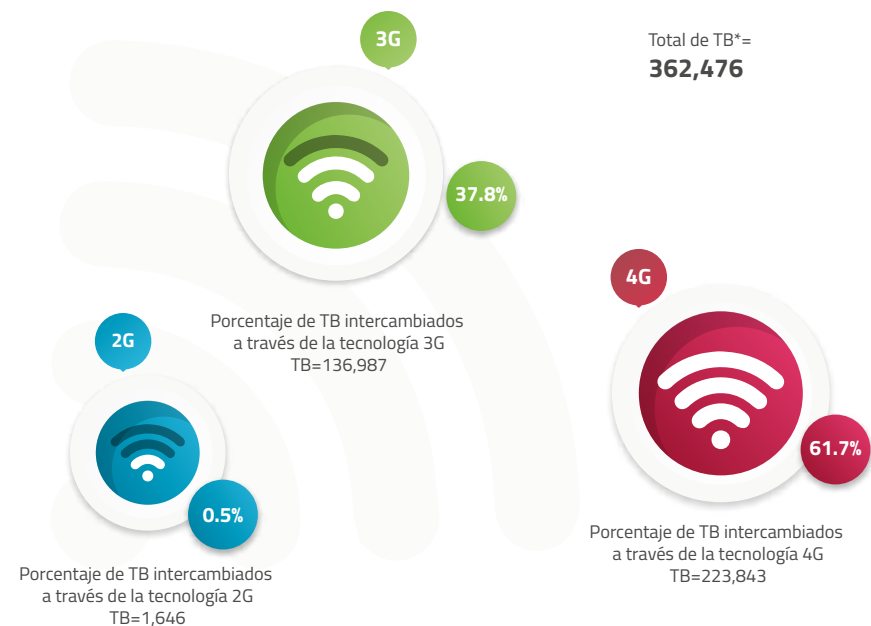 3G
Total de TB*=
362,476
37.8%
Porcentaje de TB intercambiados
a través de la tecnología 3G
TB=136,987
4G
61.7%
Porcentaje de TB intercambiados
a través de la tecnología 4G
TB=223,843
2G
0.5%
Porcentaje de TB intercambiados
a través de la tecnología 2G
TB=1,646